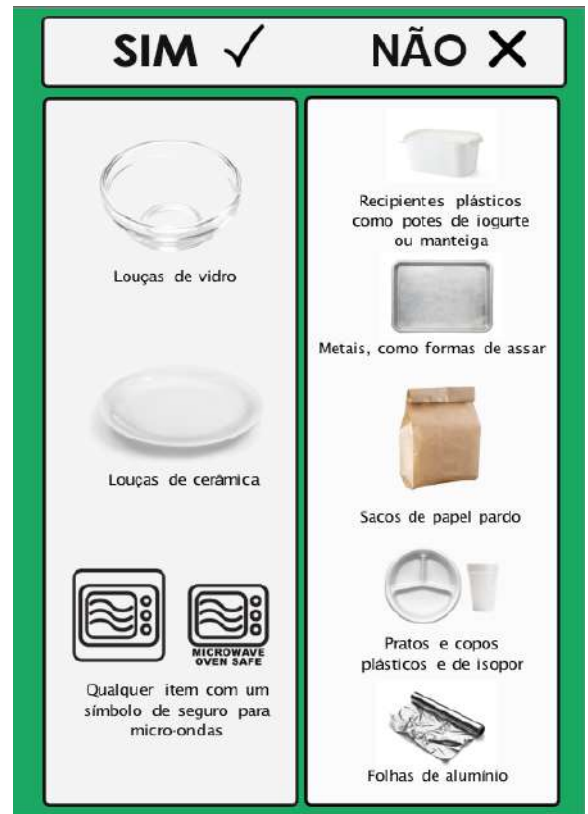 SIM ✓
NÃO ✗
Louças de vidro
Louças de cerâmica
MICROWAVE
OVEN SAFE
Qualquer item com um
símbolo de seguro para
micro-ondas
Recipientes plásticos
como potes de iogurte
ou manteiga
Metais, como formas de assar
Sacos de papel pardo
Pratos e copos
plásticos e de isopor
Folhas de alumínio